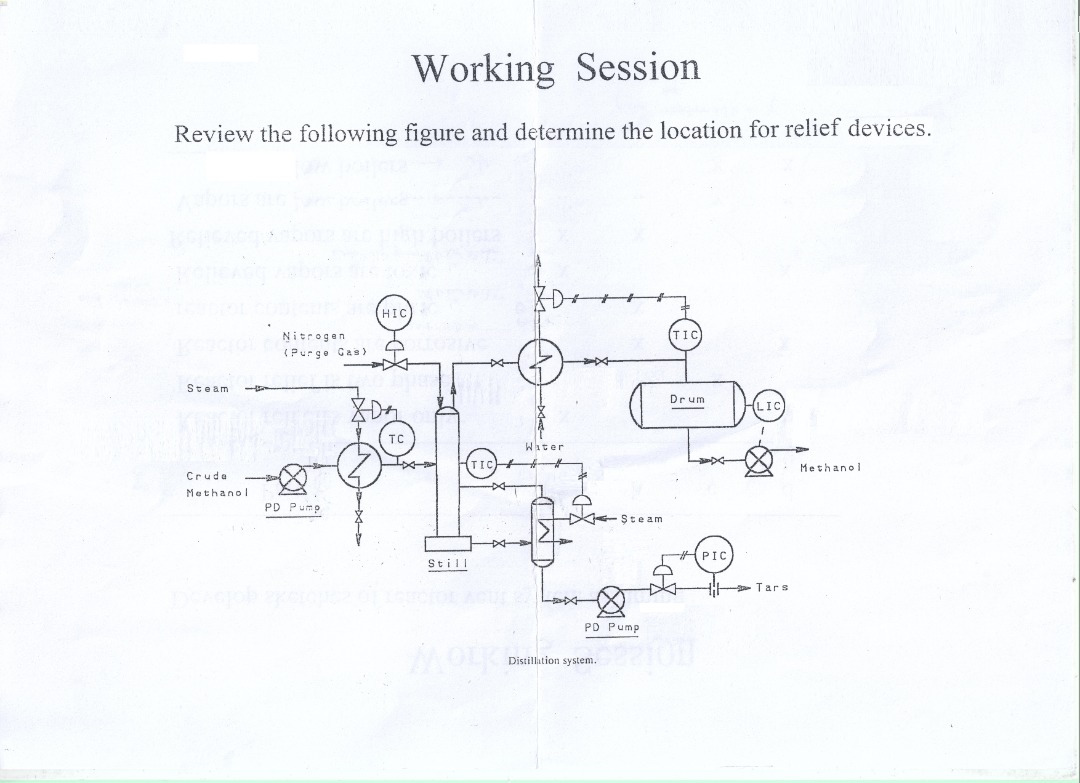 Working Session
Review the following figure and determine the location for relief devices.
HIC
Nitrogen
(Purge Gas)
TIC
Steam
Drum
LIC
TC
Water
TIC
Methanol
Crude
Methanol
PD Pump
Steam
Still
PIC
Tars
PD Pump
Distillation system.